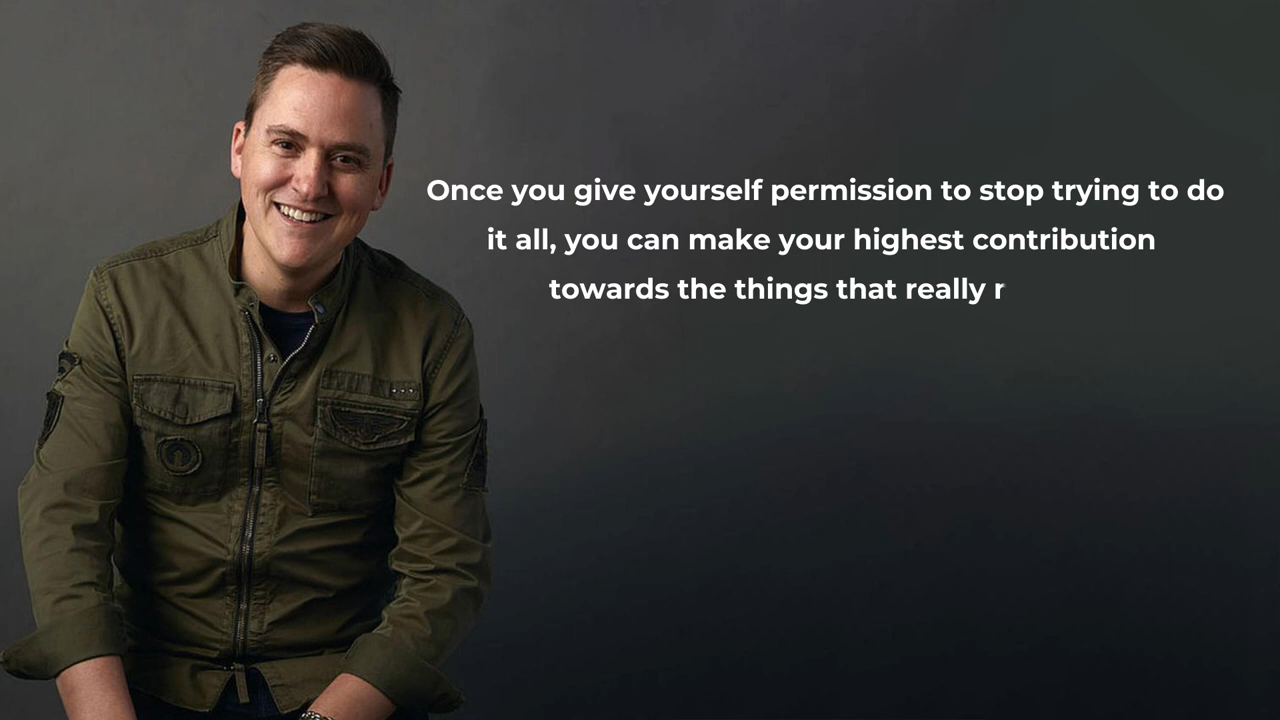 Once you give yourself permission to stop trying to do
it all, you can make your highest contribution
towards the things that really